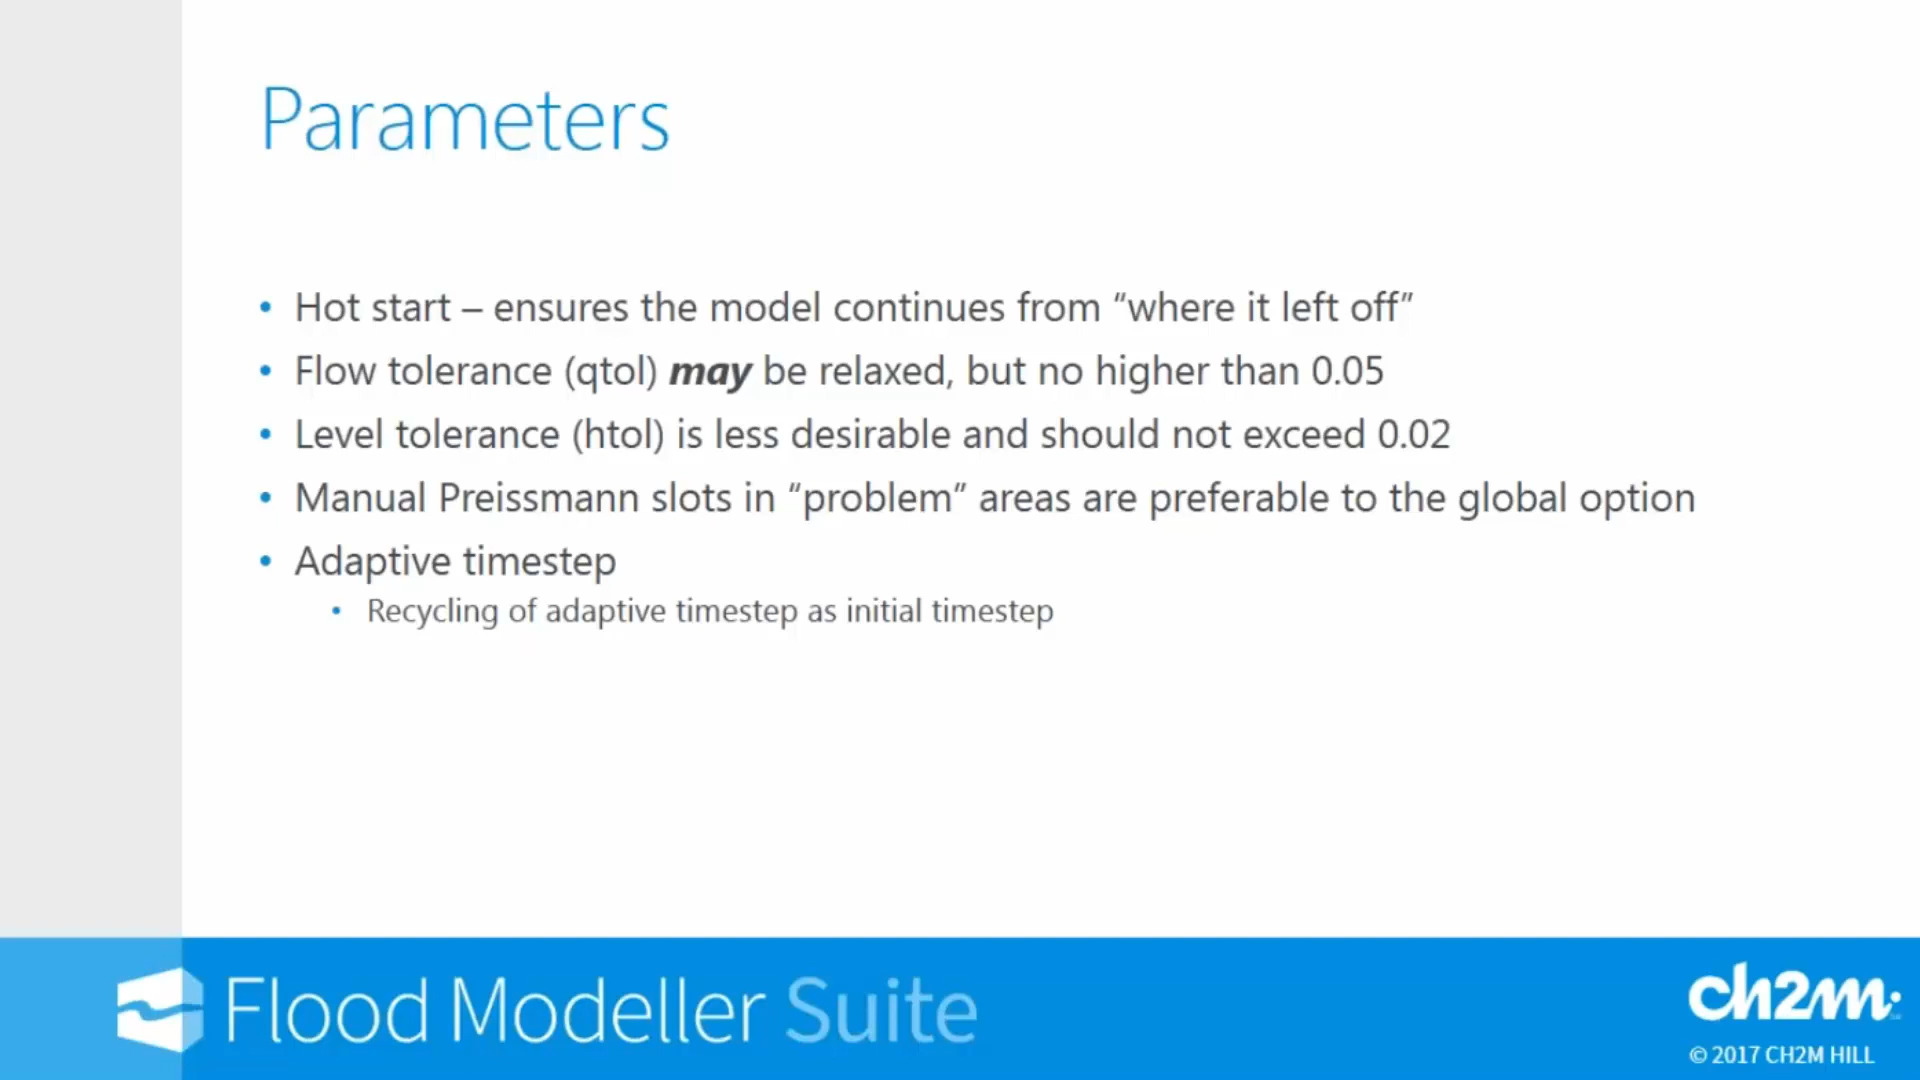 Parameters
• Hot start – ensures the model continues from “where it left off”
• Flow tolerance (qtol) may be relaxed, but no higher than 0.05
• Level tolerance (htol) is less desirable and should not exceed 0.02
• Manual Preissmann slots in “problem” areas are preferable to the global option
• Adaptive timestep
• Recycling of adaptive timestep as initial timestep
Flood Modeller Suite
ch2m:
© 2017 CH2M HILL